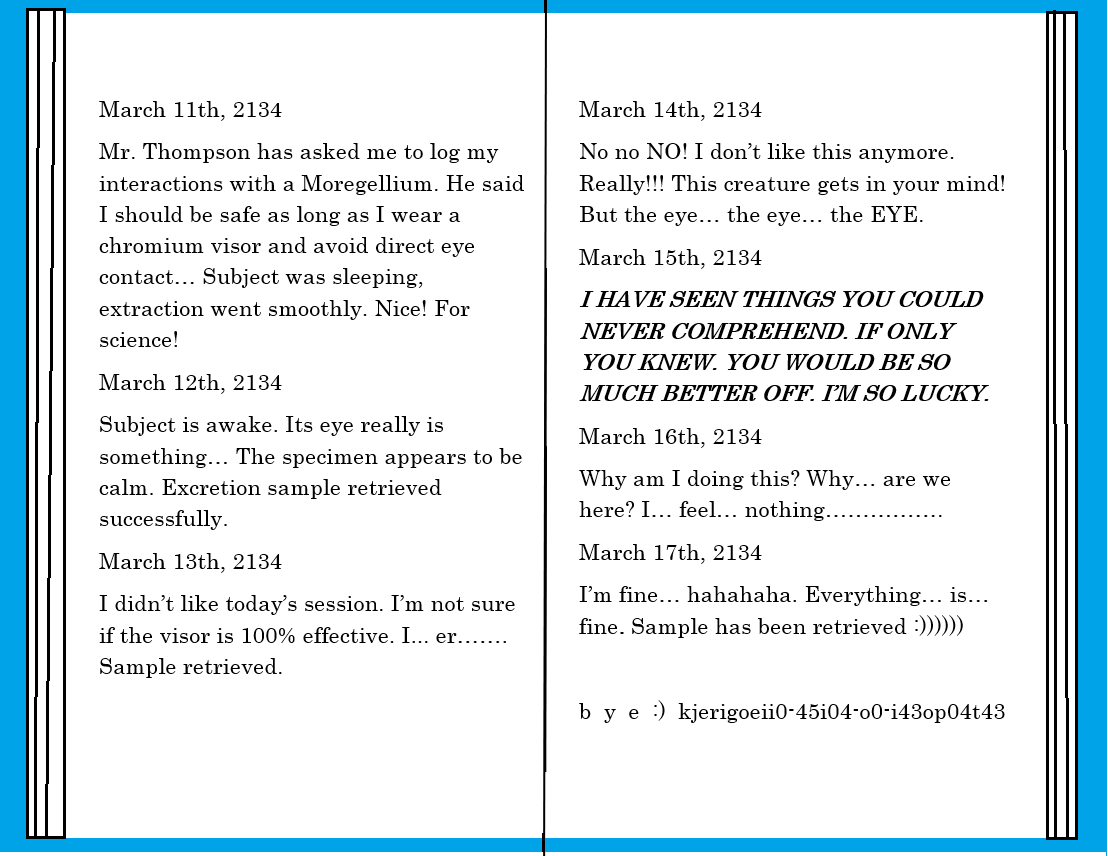 March 11th, 2134
Mr. Thompson has asked me to log my
interactions with a Moregellium. He said
I should be safe as long as I wear a
chromium visor and avoid direct eye
contact… Subject was sleeping,
extraction went smoothly. Nice! For
science!
March 12th, 2134
Subject is awake. Its eye really is
something… The specimen appears to be
calm. Excretion sample retrieved
successfully.
March 13th, 2134
I didn’t like today’s session. I’m not sure
if the visor is 100% effective. I... er…….
Sample retrieved.
March 14th, 2134
No no NO! I don’t like this anymore.
Really!!! This creature gets in your mind!
But the eye… the eye… the EYE.
March 15th, 2134
I HAVE SEEN THINGS YOU COULD
NEVER COMPREHEND. IF ONLY
YOU KNEW. YOU WOULD BE SO
MUCH BETTER OFF. I’M SO LUCKY.
March 16th, 2134
Why am I doing this? Why… are we
here? I… feel… nothing……………
March 17th, 2134
I’m fine… hahahaha. Everything… is…
fine. Sample has been retrieved :))))))
b y e :) kjerigoeii0-45i04-o0-i43op04t43